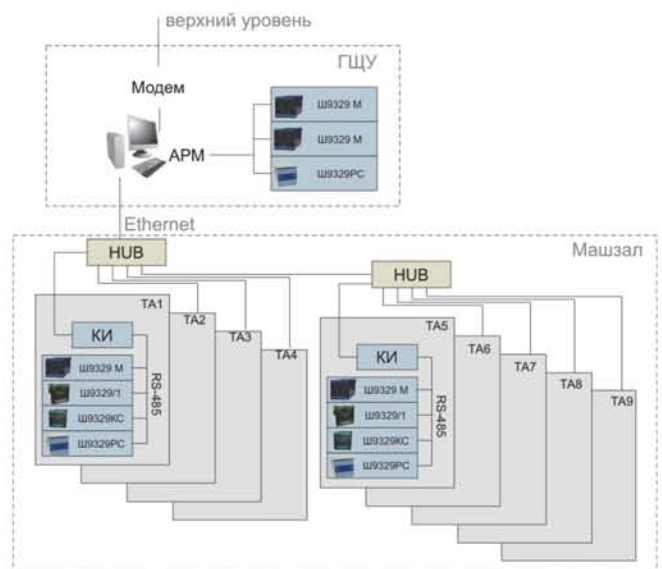 верхний уровень
ГЩУ
Модем
АРМ
Ш9329 М
Ш9329 М
Ш9329РС
Ethernet
Машзал
HUB
HUB
ТА1
ТА2
ТА3
ТА4
КИ
RS-485
Ш9329 М
Ш9329/1
Ш9329КС
Ш9329РС
ТА5
ТА6
ТА7
ТА8
ТА9
КИ
RS-485
Ш9329 М
Ш9329/1
Ш9329КС
Ш9329РС